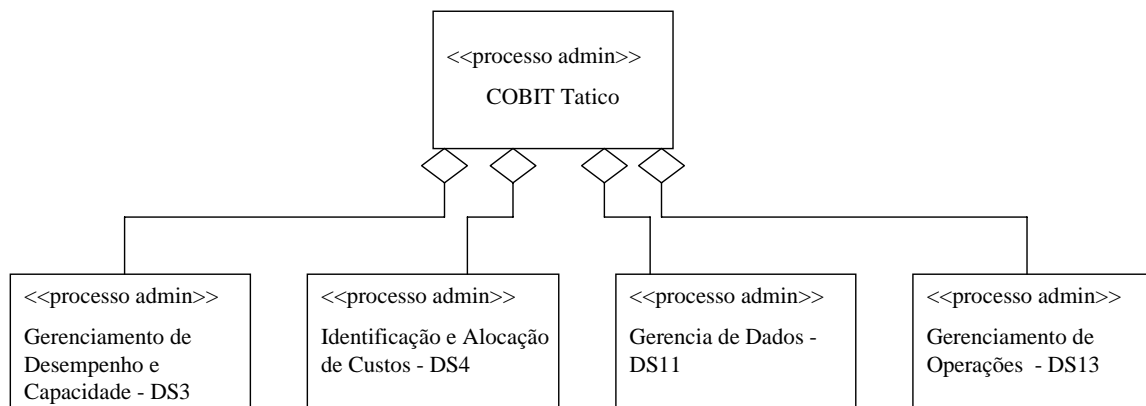 <<processo admin>>
COBIT Tatico
<<processo admin>>
Gerenciamento de
Desempenho e
Capacidade - DS3
<<processo admin>>
Identificação e Alocação
de Custos - DS4
<<processo admin>>
Gerencia de Dados -
DS11
<<processo admin>>
Gerenciamento de
Operações - DS13